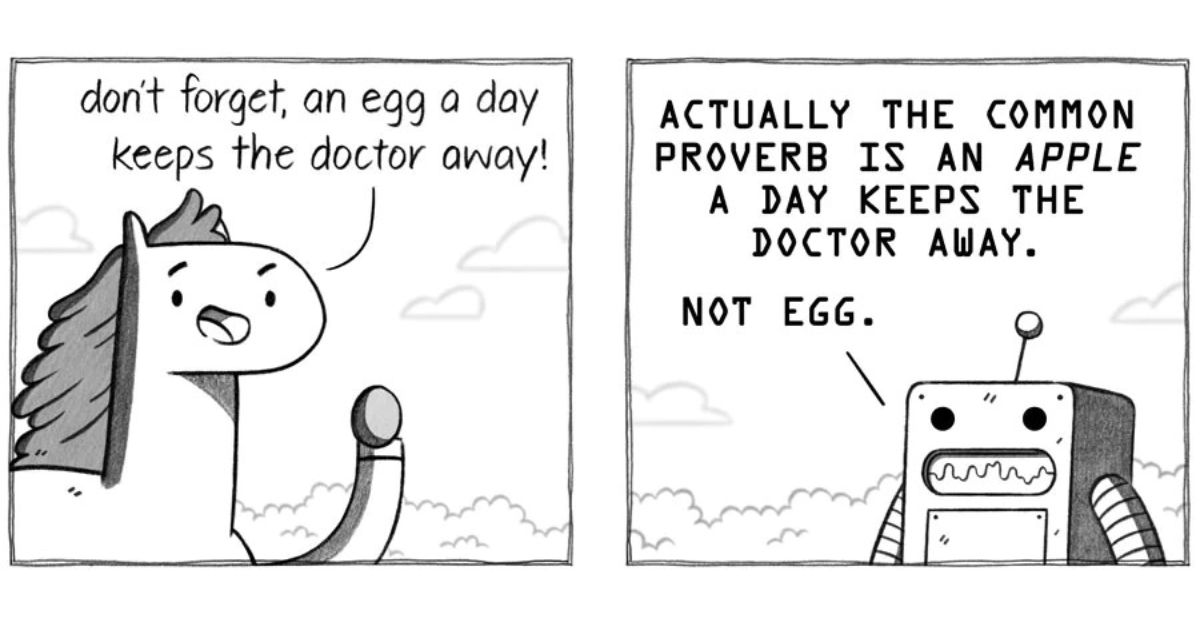 don't forget, an egg a day
keeps the doctor away!
ACTUALLY THE COMMON
PROVERB IS AN APPLE
A DAY KEEPS THE
DOCTOR AWAY.
NOT EGG.